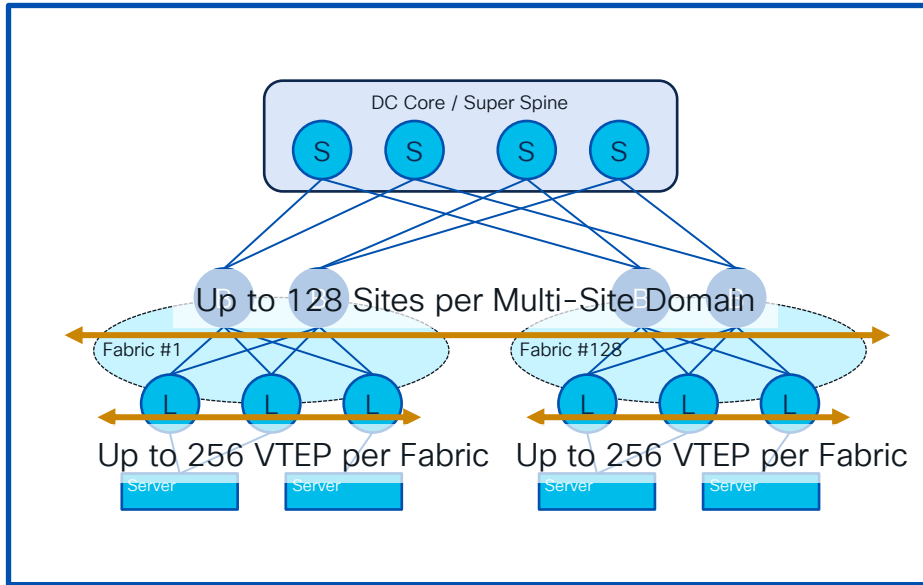 DC Core / Super Spine
S S S S
B B B B
Up to 128 Sites per Multi-Site Domain
Fabric #1 Fabric #128
L L L L L L
Up to 256 VTEP per Fabric Up to 256 VTEP per Fabric
Server Server Server Server